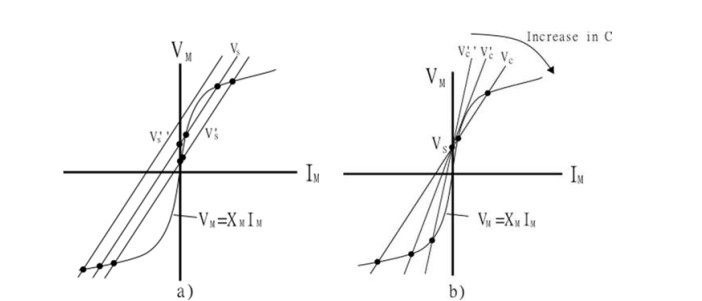 V_M
V_s
V_s''
V_s'
I_M
V_M=X_M I_M
a)
Increase in C
V_c'' V_c' V_c
V_M
V_s
I_M
V_M=X_M I_M
b)